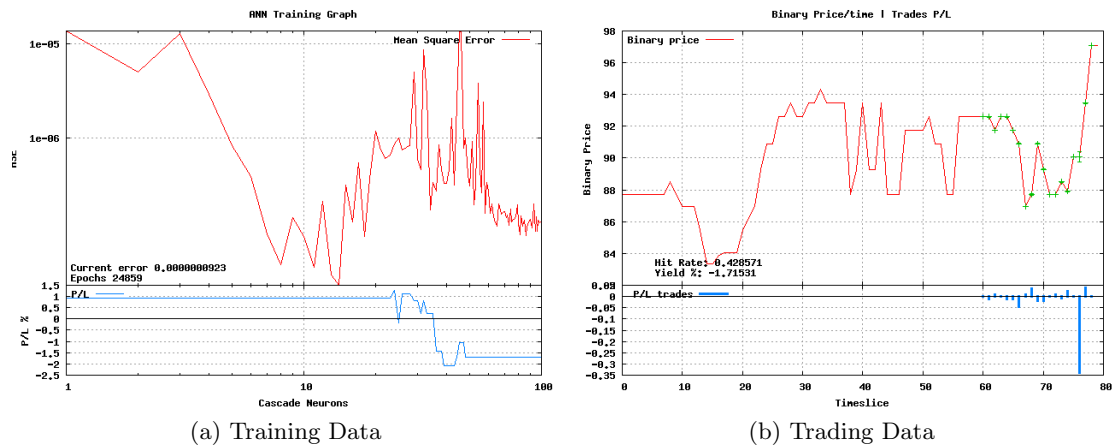 ANN Training Graph
Mean Square Error
1e-05
1e-06
mse
Current error 0.0000000923
Epochs 24859
P/L
1.5
1
0.5
0
-0.5
-1
-1.5
-2
-2.5
P/L %
1
10
100
Cascade Neurons
(a) Training Data
Binary Price/time | Trades P/L
Binary price
98
96
94
92
90
88
86
84
Binary Price
Hit Rate: 0.428571
Yield %: -1.71531
P/L trades
0.05
0
-0.05
-0.1
-0.15
-0.2
-0.25
-0.3
-0.35
0
10
20
30
40
50
60
70
80
Timeslice
(b) Trading Data